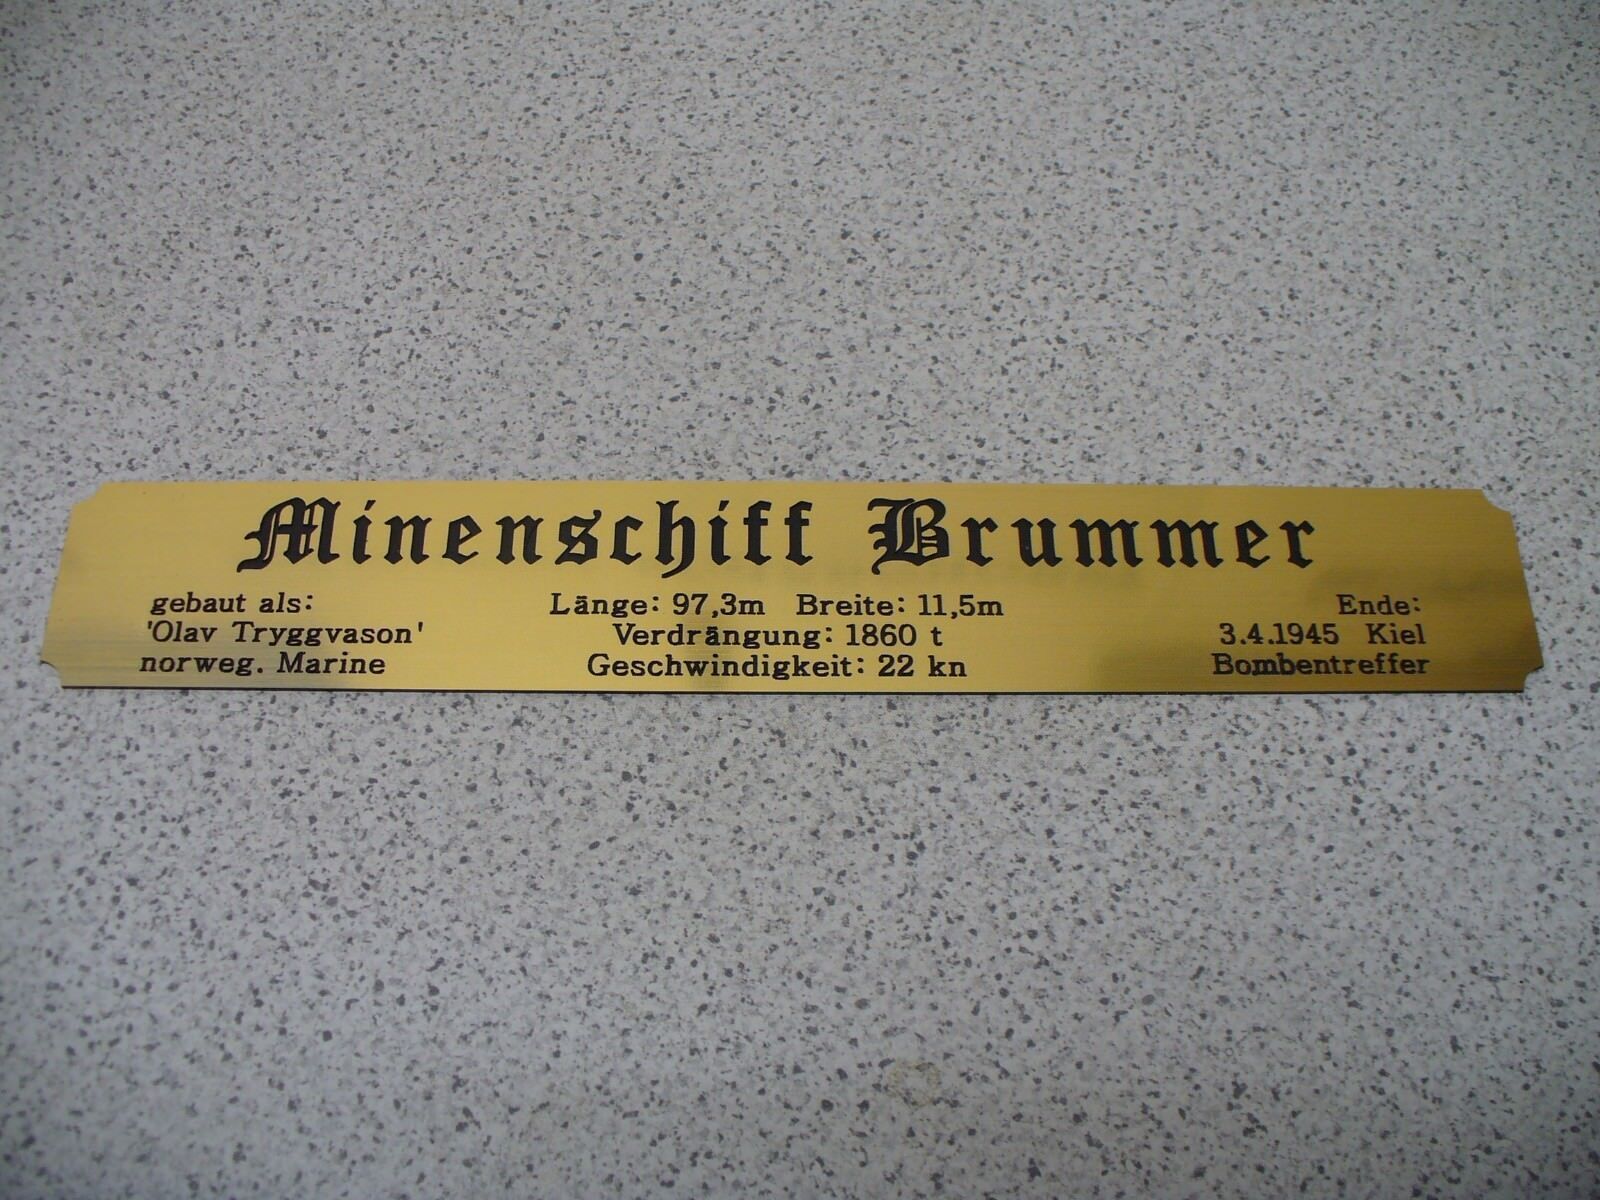 Minenschiff Brummer
gebaut als:
'Olav Tryggvason'
norweg. Marine
Länge: 97,3m Breite: 11,5m
Verdrängung: 1860 t
Geschwindigkeit: 22 kn
Ende:
3.4.1945 Kiel
Bombentreffer